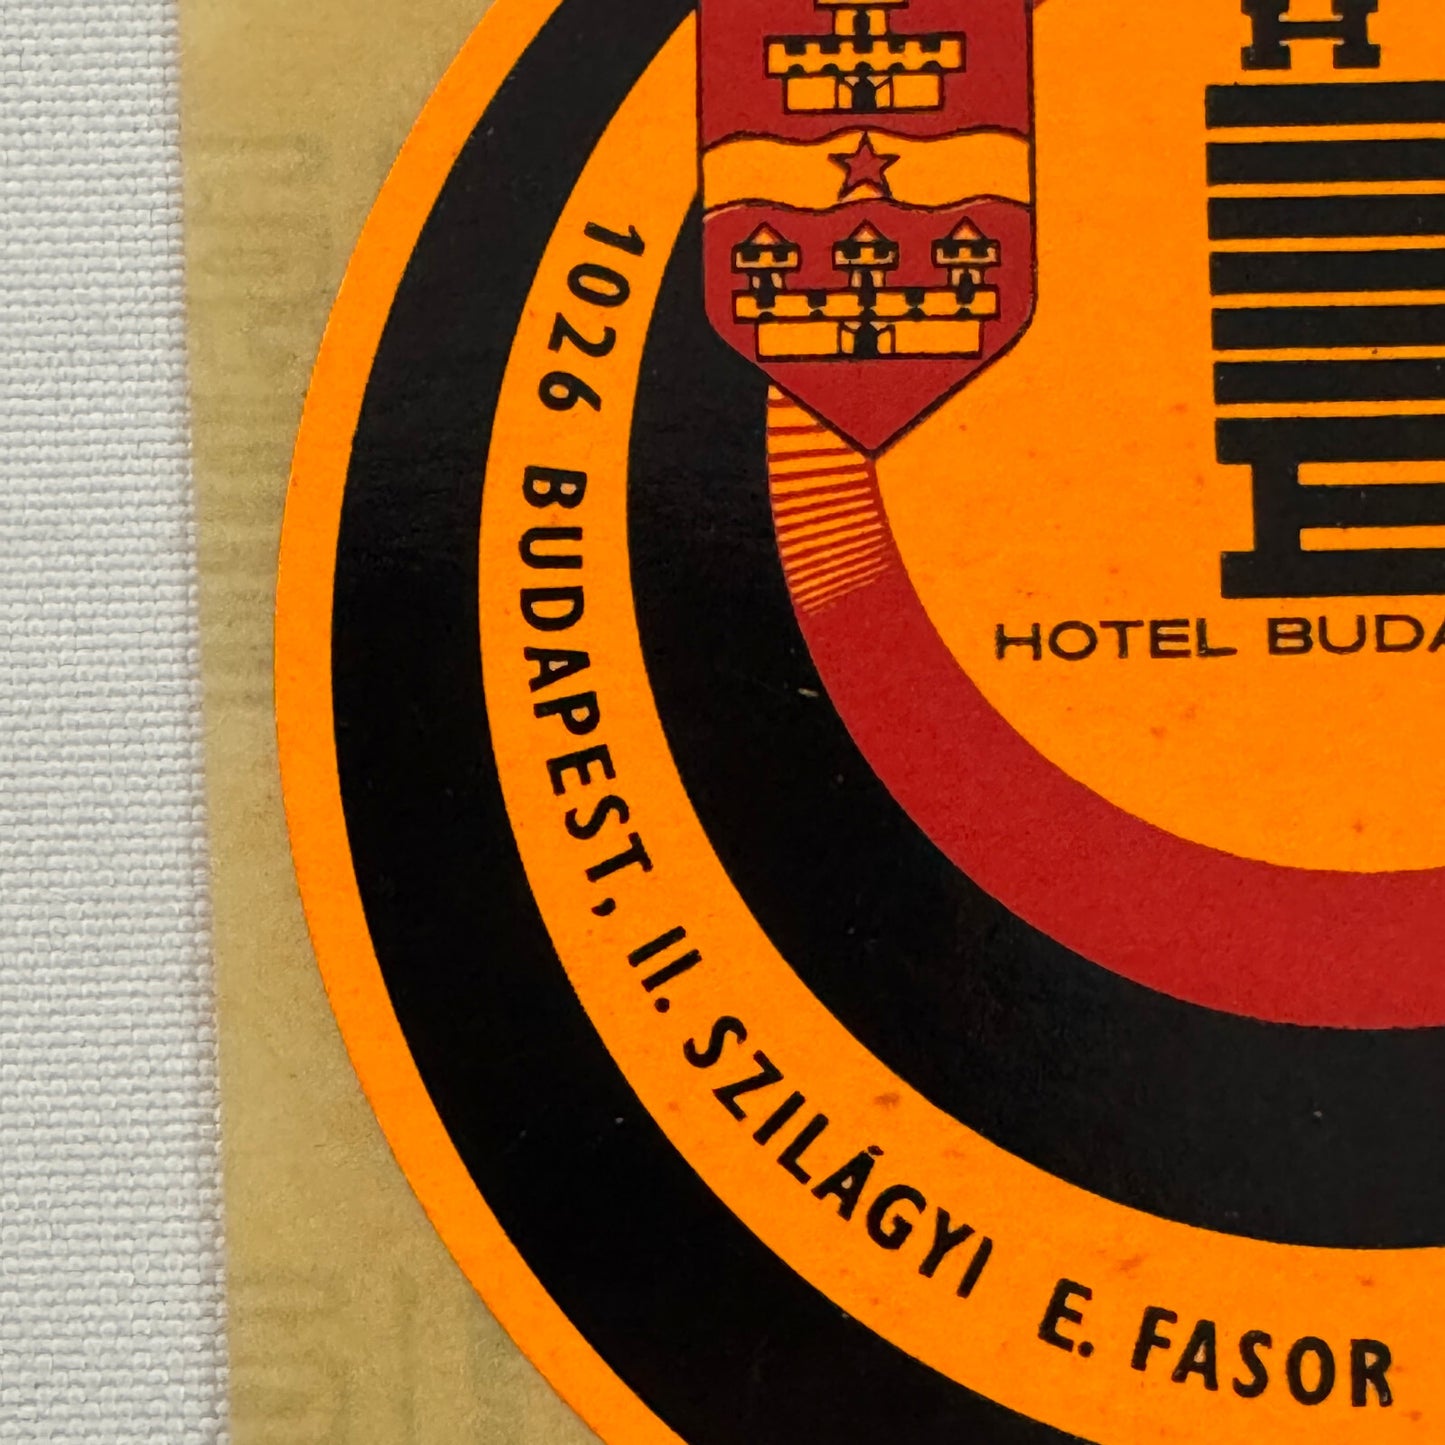 H
E
HOTEL BUDA
1026 BUDAPEST, II. SZILÁGYI E. FASOR